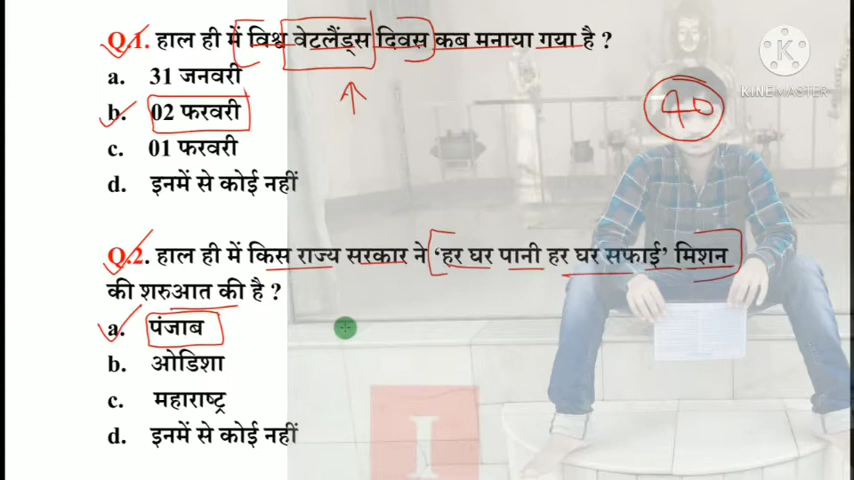 Q.1. हाल ही में विश्व वेटलैंड्स दिवस कब मनाया गया है ?
a. 31 जनवरी
b. 02 फरवरी
c. 01 फरवरी
d. इनमें से कोई नहीं
40
K
KINEMASTER
Q.2. हाल ही में किस राज्य सरकार ने ‘हर घर पानी हर घर सफाई’ मिशन
की शरुआत की है ?
a. पंजाब
b. ओडिशा
c. महाराष्ट्र
d. इनमें से कोई नहीं
I